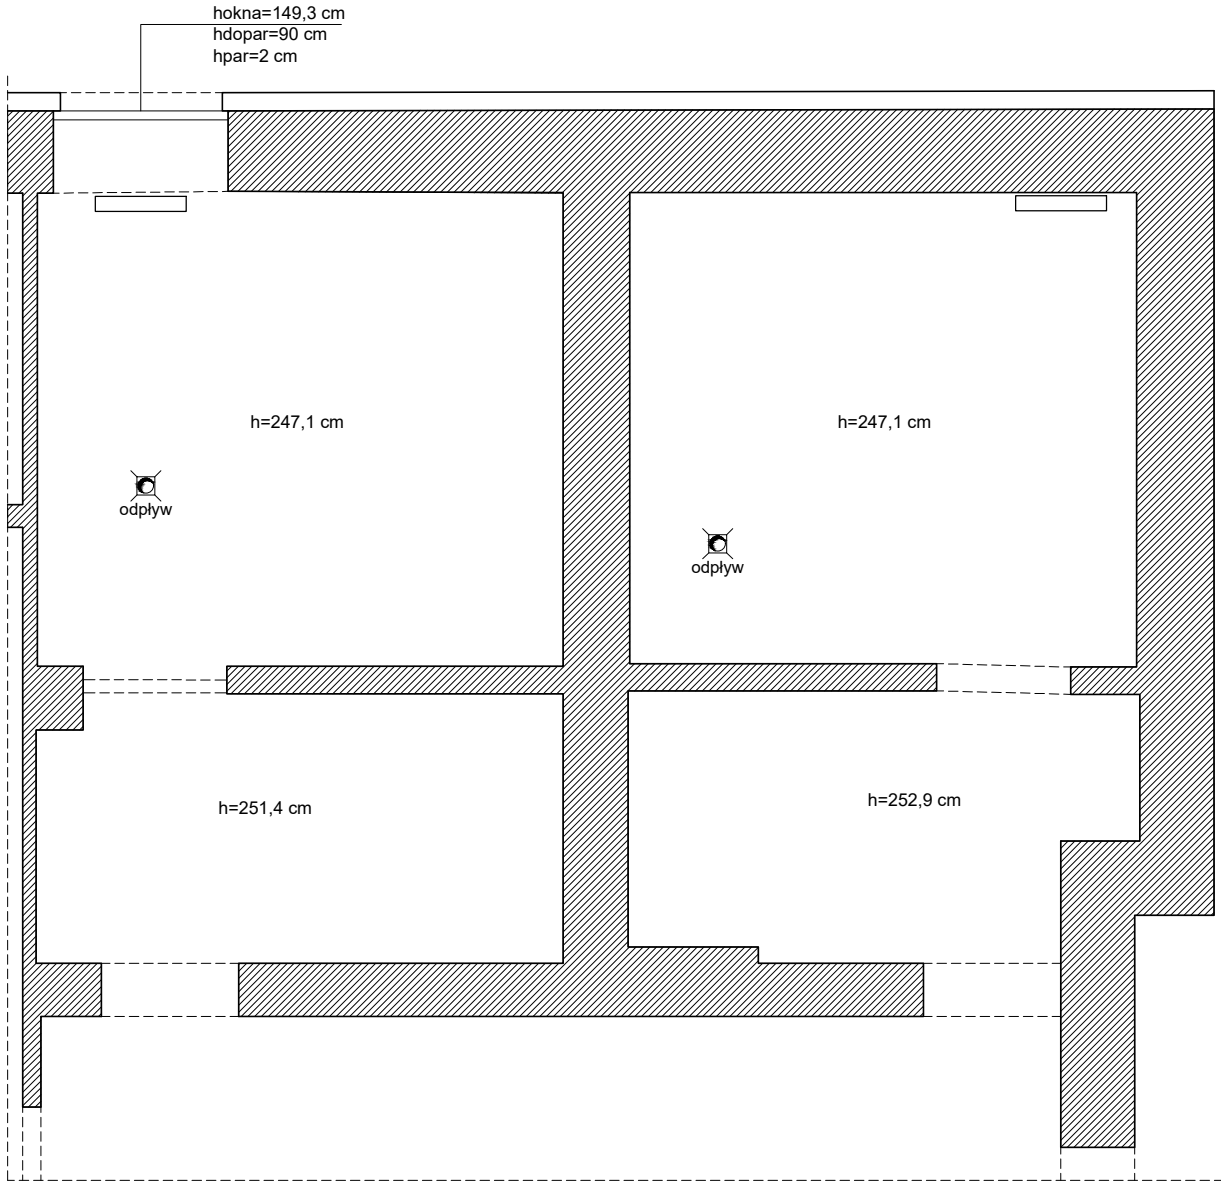 hokna=149,3 cm
hdopar=90 cm
hpar=2 cm
h=247,1 cm
h=247,1 cm
odpływ
odpływ
h=251,4 cm
h=252,9 cm